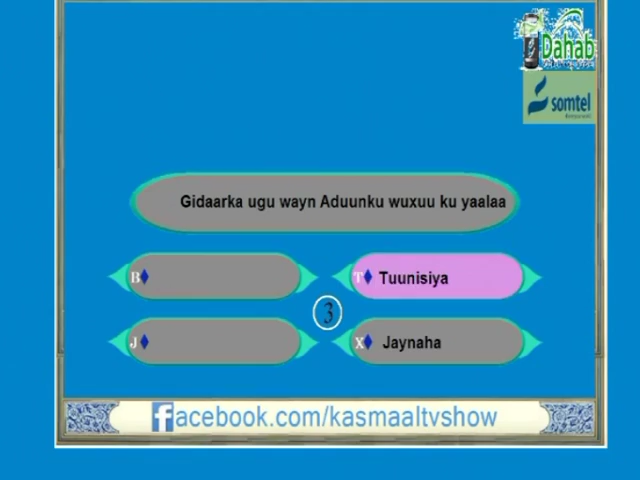 Dahab
somtel
Gidaarka ugu wayn Aduunku wuxuu ku yaalaa
B
T Tuunisiya
3
J
X Jaynaha
facebook.com/kasmaaltvshow